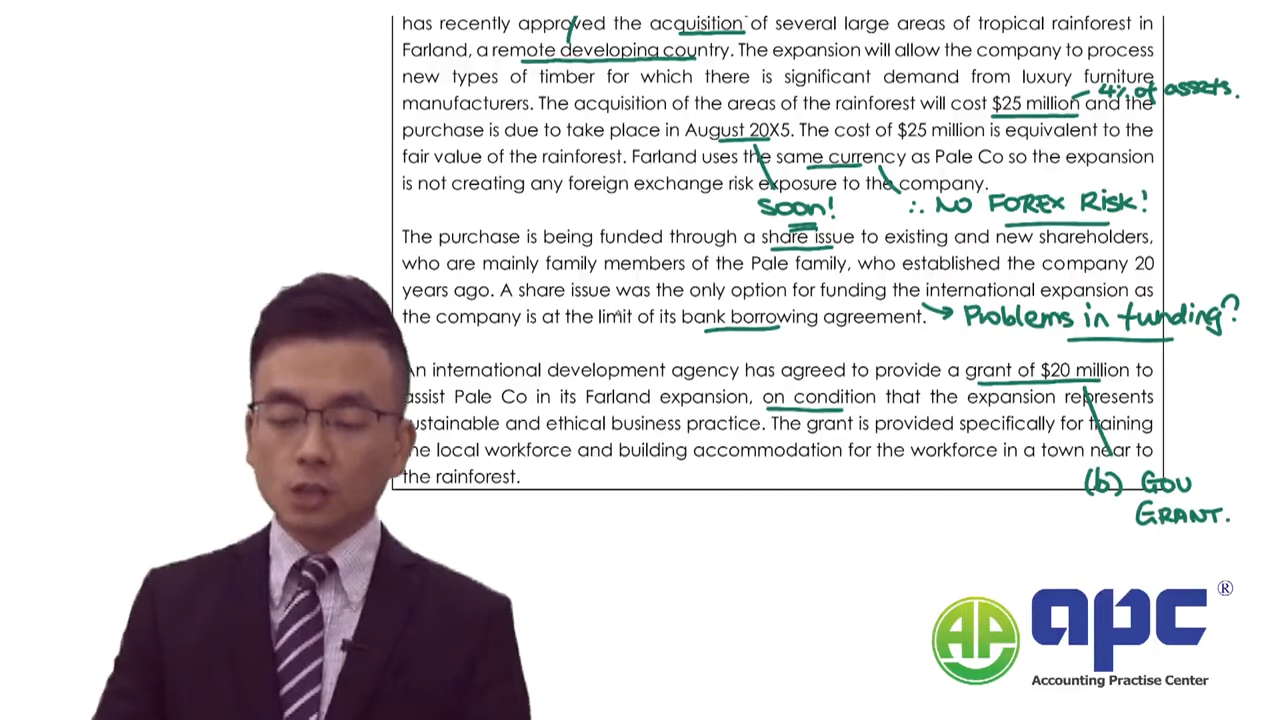 has recently approved the acquisition of several large areas of tropical rainforest in
Farland, a remote developing country. The expansion will allow the company to process
new types of timber for which there is significant demand from luxury furniture
manufacturers. The acquisition of the areas of the rainforest will cost $25 million and the
4% of assets.
purchase is due to take place in August 20X5. The cost of $25 million is equivalent to the
fair value of the rainforest. Farland uses the same currency as Pale Co so the expansion
is not creating any foreign exchange risk exposure to the company.
soon!
∴ NO FOREX Risk!
The purchase is being funded through a share issue to existing and new shareholders,
who are mainly family members of the Pale family, who established the company 20
years ago. A share issue was the only option for funding the international expansion as
the company is at the limit of its bank borrowing agreement.
Problems in funding?
An international development agency has agreed to provide a grant of $20 million to
assist Pale Co in its Farland expansion, on condition that the expansion represents
sustainable and ethical business practice. The grant is provided specifically for training
the local workforce and building accommodation for the workforce in a town near to
the rainforest.
(b) GOV
GRANT.
AP
apc®
Accounting Practise Center